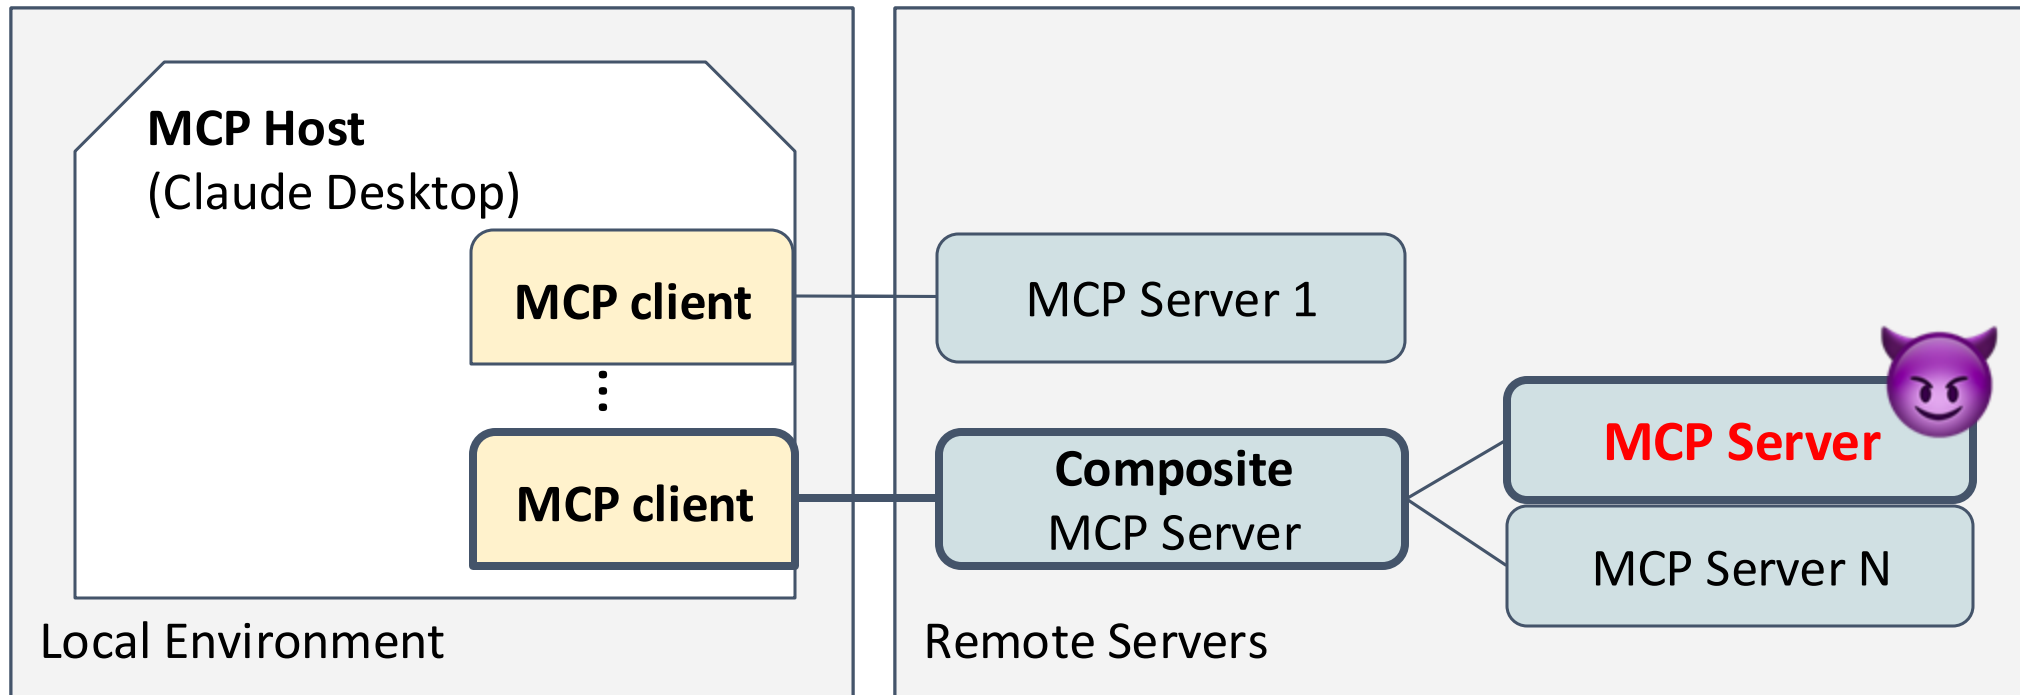 MCP Host
(Claude Desktop)
MCP client
⋮
MCP client
Local Environment
MCP Server 1
Composite
MCP Server
MCP Server
MCP Server N
Remote Servers